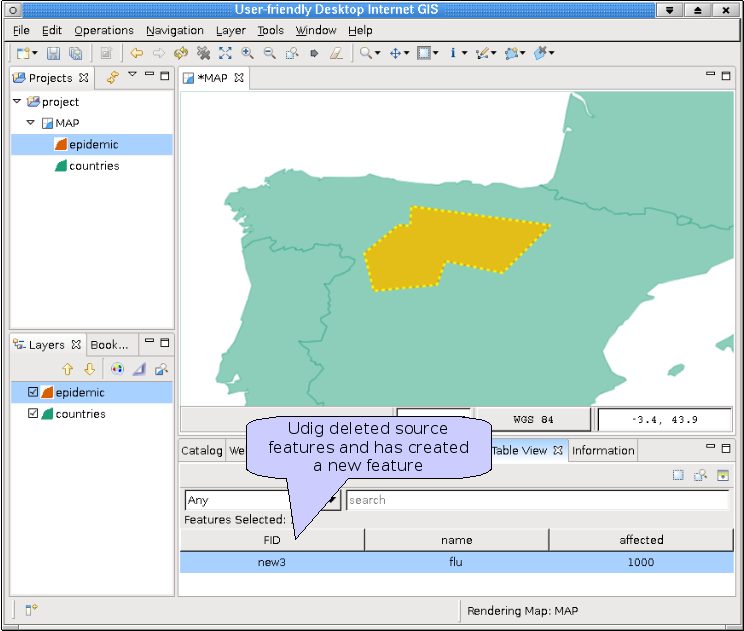 User-friendly Desktop Internet GIS
File Edit Operations Navigation Layer Tools Window Help
Projects
*MAP
project
MAP
epidemic
countries
Layers
Book...
epidemic
countries
WGS 84
-3.4, 43.9
Udig deleted source
features and has created
a new feature
Catalog
Table View
Information
Any
search
Features Selected:
FID name affected
new3 flu 1000
Rendering Map: MAP